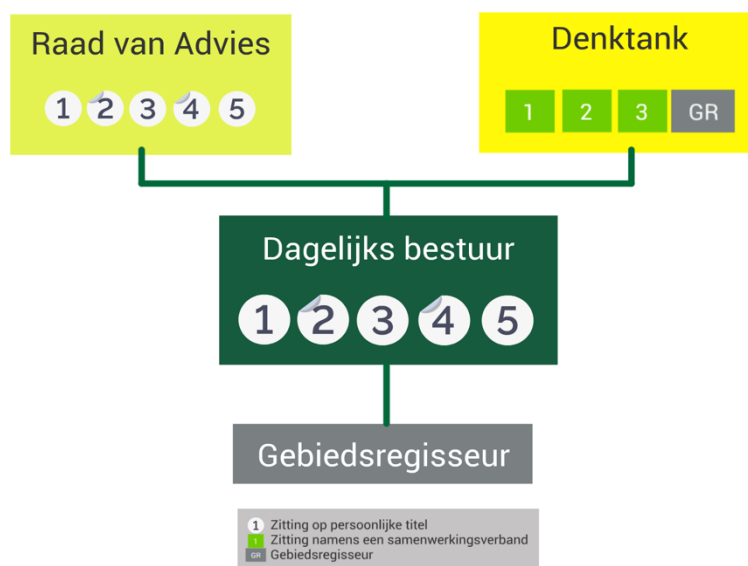 Raad van Advies
1 2 3 4 5
Denktank
1 2 3 GR
Dagelijks bestuur
1 2 3 4 5
Gebiedsregisseur
1 Zitting op persoonlijke titel
1 Zitting namens een samenwerkingsverband
GR Gebiedsregisseur